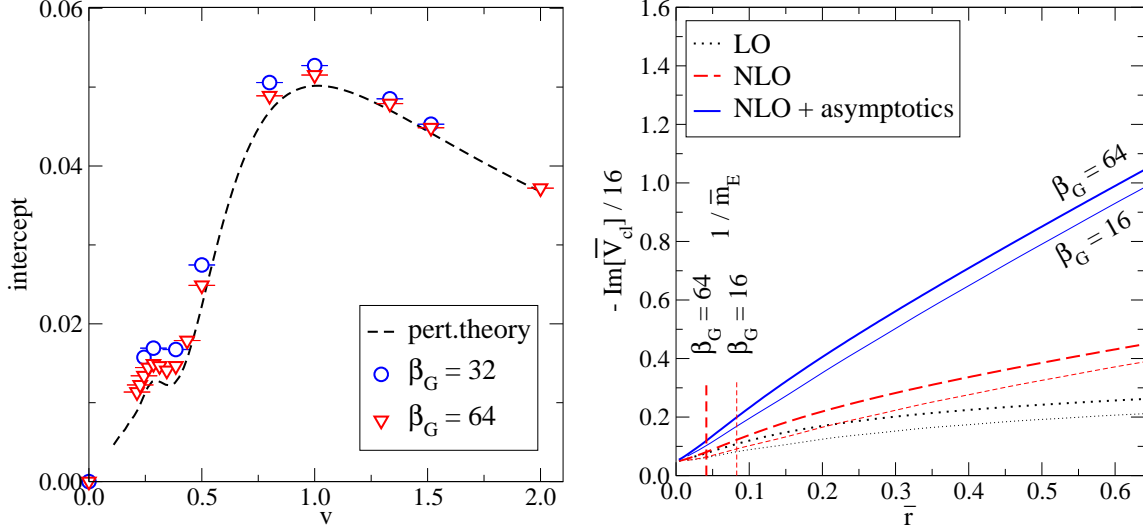 0.06
0.04
0.02
0.00
intercept
0.0
0.5
1.0
1.5
2.0
v
pert.theory
β_G = 32
β_G = 64
1.6
1.4
1.2
1.0
0.8
0.6
0.4
0.2
0.0
- Im[V̅_cl] / 16
LO
NLO
NLO + asymptotics
β_G = 64
β_G = 16
1 / m̅_E
β_G = 64
β_G = 16
0.0
0.1
0.2
0.3
0.4
0.5
0.6
r̅